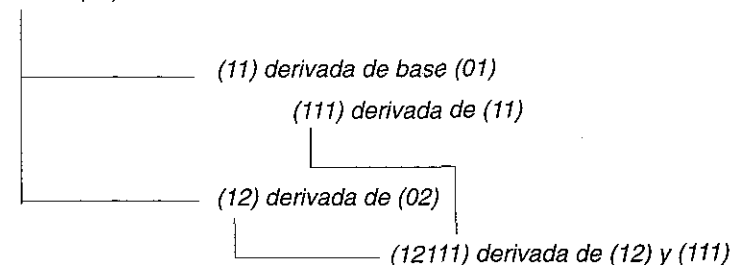 (11) derivada de base (01)
(111) derivada de (11)
(12) derivada de (02)
(12111) derivada de (12) y (111)